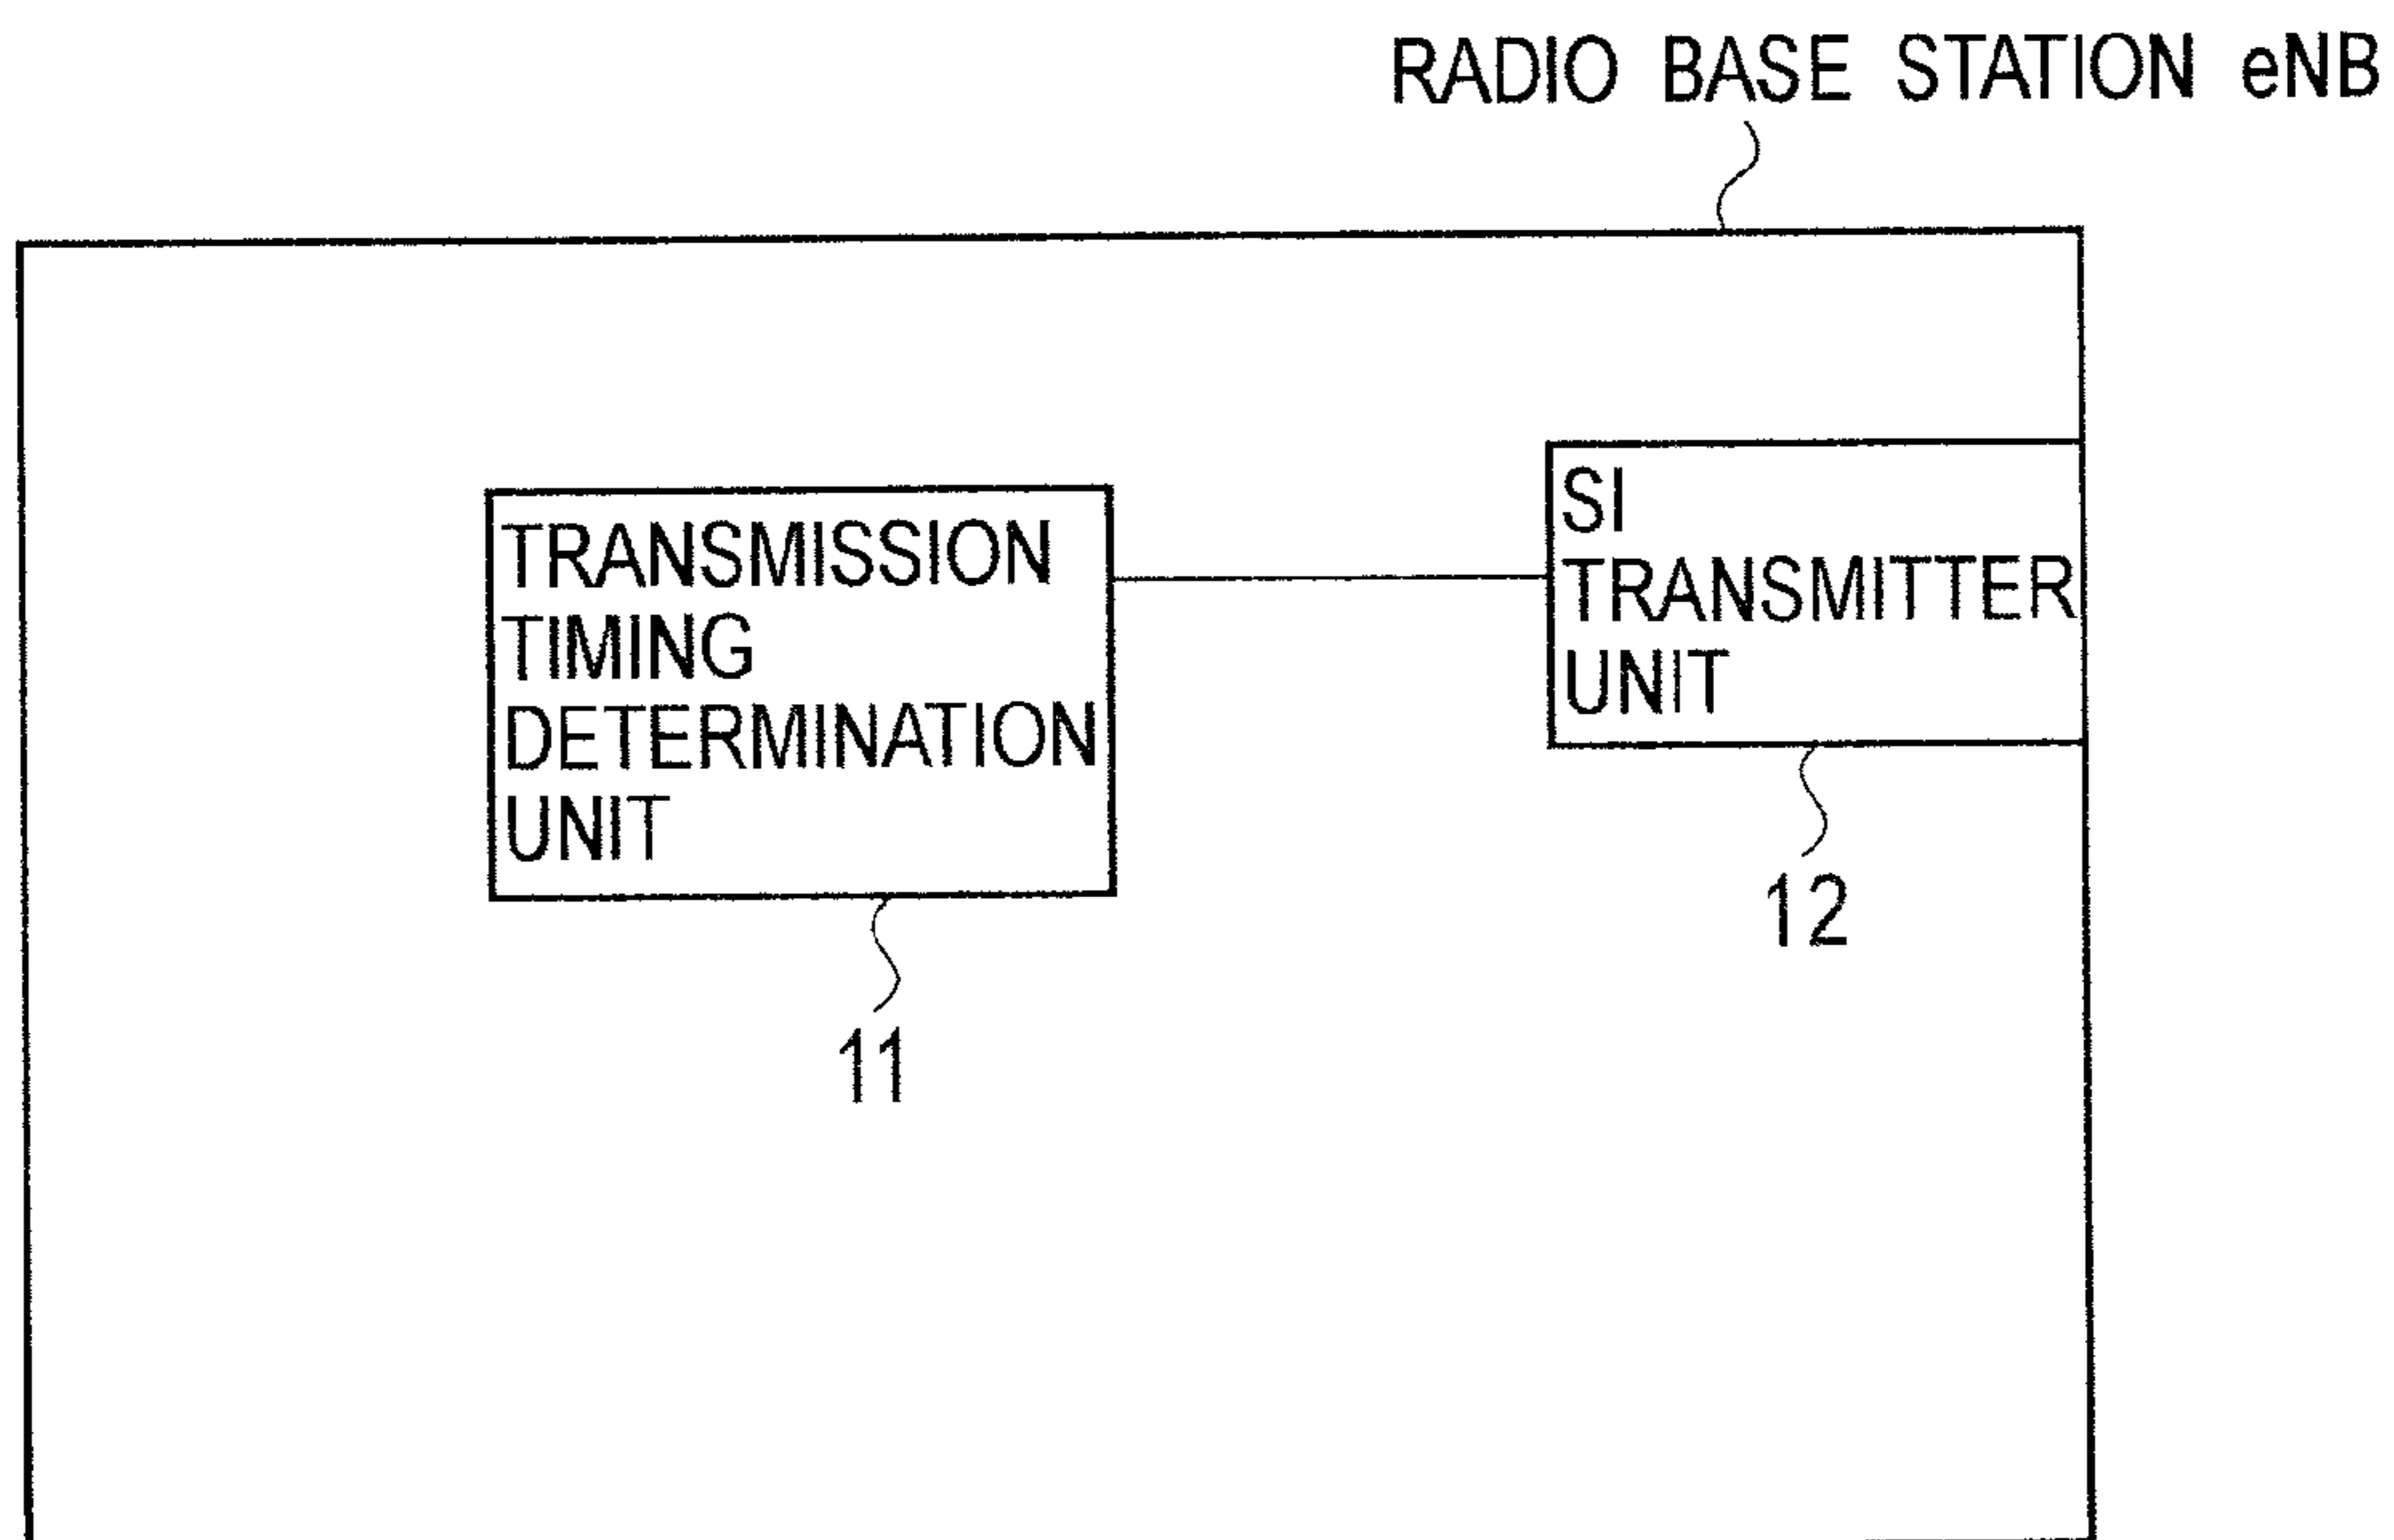 RADIO BASE STATION eNB
TRANSMISSION
TIMING
DETERMINATION
UNIT
11
SI
TRANSMITTER
UNIT
12